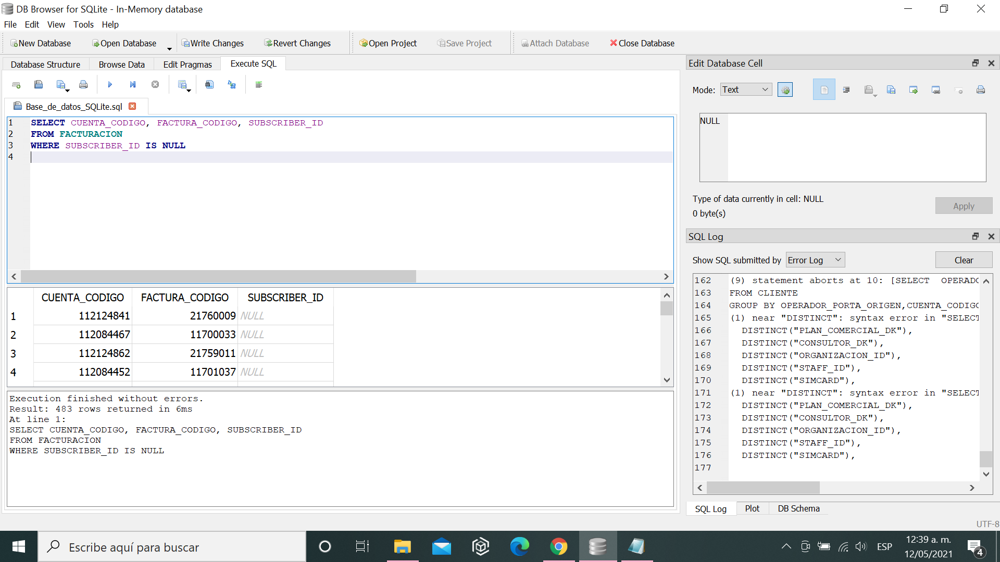 DB Browser for SQLite - In-Memory database
File Edit View Tools Help
New Database Open Database Write Changes Revert Changes Open Project Save Project Attach Database Close Database
Database Structure Browse Data Edit Pragmas Execute SQL
Base_de_datos_SQLite.sql
1 SELECT CUENTA_CODIGO, FACTURA_CODIGO, SUBSCRIBER_ID
2 FROM FACTURACION
3 WHERE SUBSCRIBER_ID IS NULL
4
CUENTA_CODIGO FACTURA_CODIGO SUBSCRIBER_ID
1 112124841 21760009 NULL
2 112084467 11700033 NULL
3 112124862 21759011 NULL
4 112084452 11701037 NULL
Execution finished without errors.
Result: 483 rows returned in 6ms
At line 1:
SELECT CUENTA_CODIGO, FACTURA_CODIGO, SUBSCRIBER_ID
FROM FACTURACION
WHERE SUBSCRIBER_ID IS NULL
Edit Database Cell
Mode: Text
NULL
Type of data currently in cell: NULL
0 byte(s)
Apply
SQL Log
Show SQL submitted by Error Log Clear
162 (9) statement aborts at 10: [SELECT OPERADO
163 FROM CLIENTE
164 GROUP BY OPERADOR_PORTA_ORIGEN,CUENTA_CODIGO
165 (1) near "DISTINCT": syntax error in "SELECT
166 DISTINCT("PLAN_COMERCIAL_DK"),
167 DISTINCT("CONSULTOR_DK"),
168 DISTINCT("ORGANIZACION_ID"),
169 DISTINCT("STAFF_ID"),
170 DISTINCT("SIMCARD"),
171 (1) near "DISTINCT": syntax error in "SELECT
172 DISTINCT("PLAN_COMERCIAL_DK"),
173 DISTINCT("CONSULTOR_DK"),
174 DISTINCT("ORGANIZACION_ID"),
175 DISTINCT("STAFF_ID"),
176 DISTINCT("SIMCARD"),
177
SQL Log Plot DB Schema
UTF-8
Escribe aquí para buscar
ESP
12:39 a. m.
12/05/2021
4